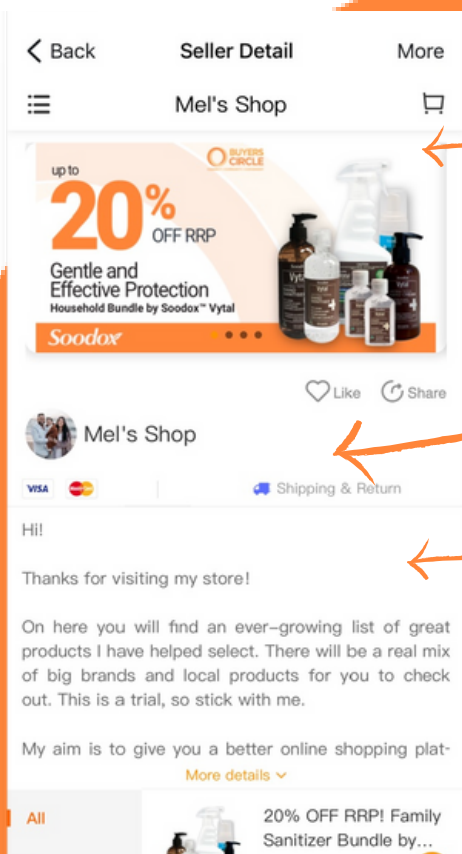 Back
Seller Detail
More
Mel's Shop
BUYERS
CIRCLE
up to
20%
OFF RRP
Gentle and
Effective Protection
Household Bundle by Soodox™ Vytal
Soodox™
Like
Share
Mel's Shop
VISA
Shipping & Return
Hi!
Thanks for visiting my store!
On here you will find an ever-growing list of great
products I have helped select. There will be a real mix
of big brands and local products for you to check
out. This is a trial, so stick with me.
My aim is to give you a better online shopping plat-
More details
All
20% OFF RRP! Family
Sanitizer Bundle by...